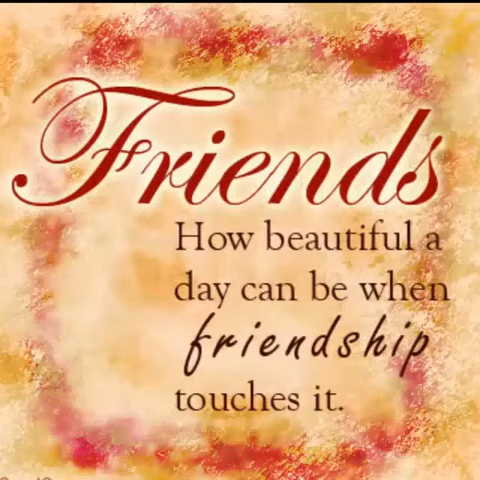 Friends
How beautiful a
day can be when
friendship
touches it.